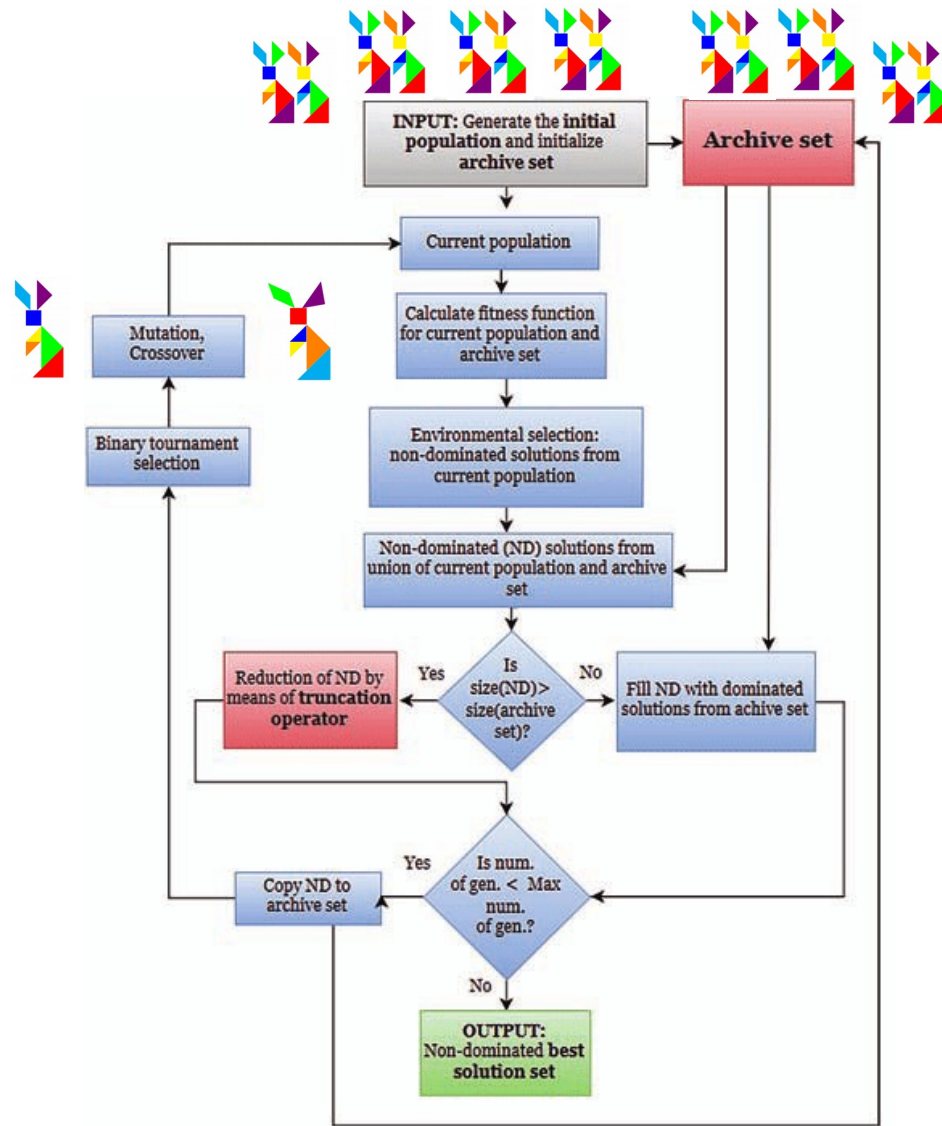 INPUT: Generate the initial
population and initialize
archive set
Archive set
Current population
Calculate fitness function
for current population and
archive set
Mutation,
Crossover
Binary tournament
selection
Environmental selection:
non-dominated solutions from
current population
Non-dominated (ND) solutions from
union of current population and archive
set
Is
size(ND)>
size(archive
set)?
Yes
No
Reduction of ND by
means of truncation
operator
Fill ND with dominated
solutions from achive set
Is num.
of gen. < Max
num.
of gen.?
Yes
No
Copy ND to
archive set
OUTPUT:
Non-dominated best
solution set